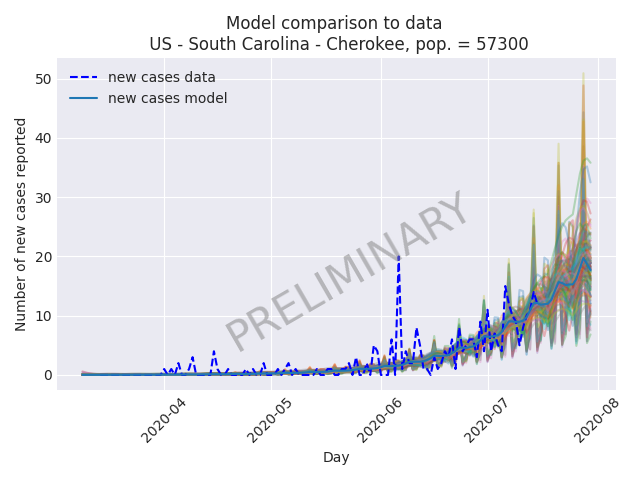 Model comparison to data
US - South Carolina - Cherokee, pop. = 57300
new cases data
new cases model
PRELIMINARY
Number of new cases reported
50
40
30
20
10
0
2020-04
2020-05
2020-06
2020-07
2020-08
Day